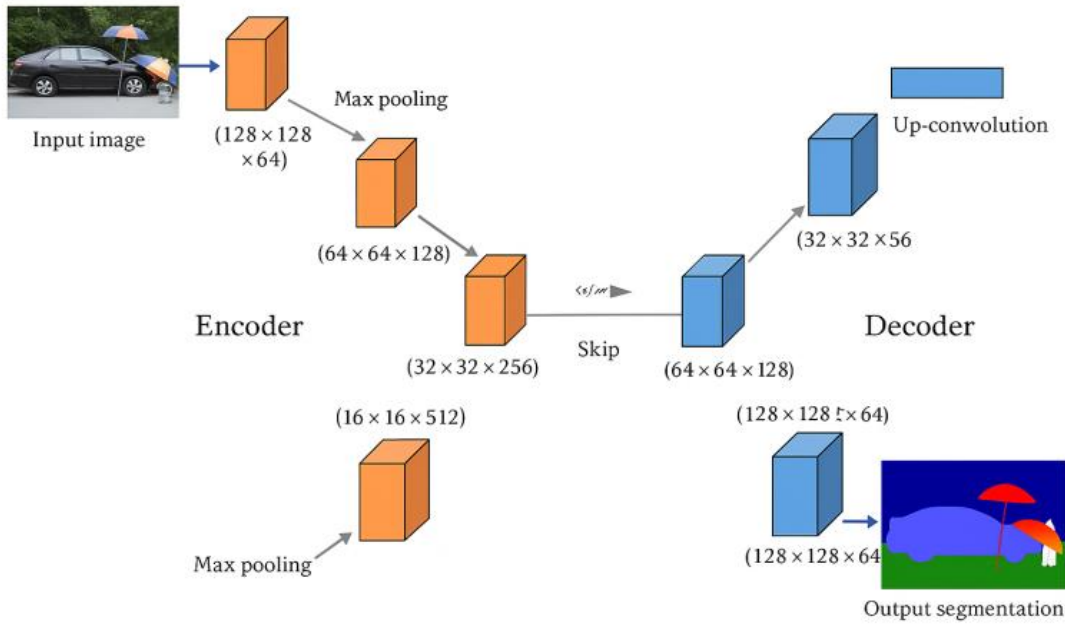 Input image
(128 × 128
× 64)
Max pooling
(64 × 64 × 128)
(32 × 32 × 256)
Encoder
(16 × 16 × 512)
Max pooling
Skip
(64 × 64 × 128)
Up-conwolution
(32 × 32 × 56
Decoder
(128 × 128 × 64)
(128 × 128 × 64
Output segmentation